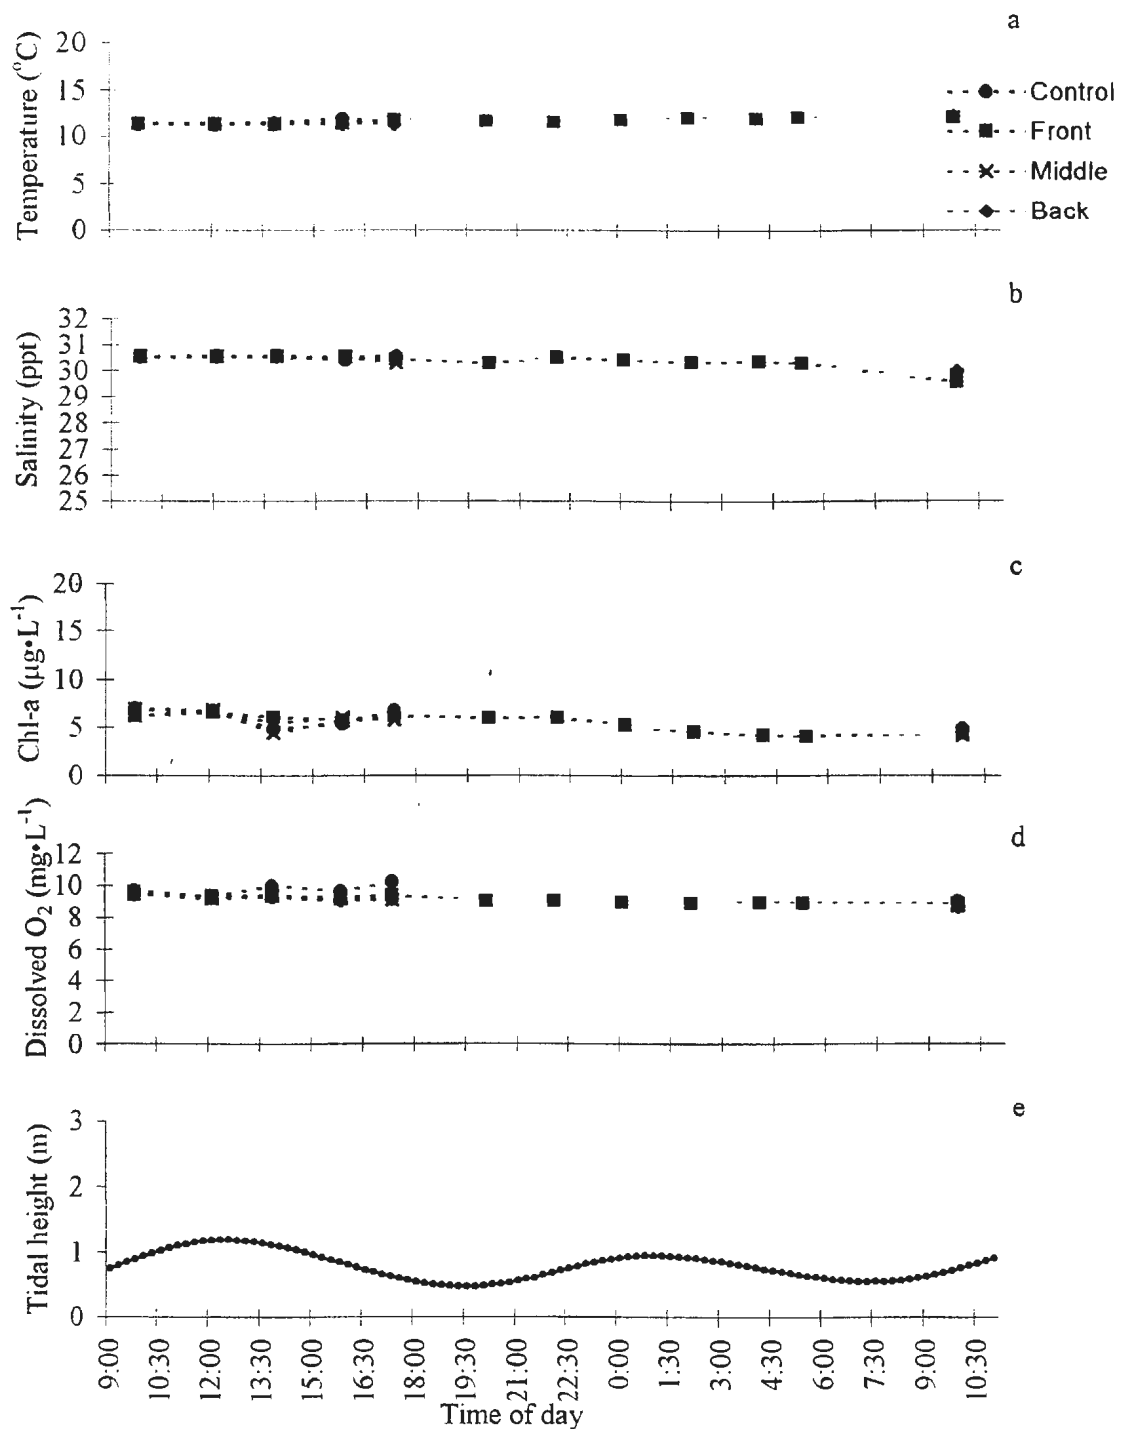 a
Temperature (°C)
20
15
10
5
0
Control
Front
Middle
Back
b
Salinity (ppt)
32
31
30
29
28
27
26
25
c
Chl-a (µg•L⁻¹)
20
15
10
5
0
d
Dissolved O₂ (mg•L⁻¹)
12
10
8
6
4
2
0
e
Tidal height (m)
3
2
1
0
9:00 10:30 12:00 13:30 15:00 16:30 18:00 19:30 21:00 22:30 0:00 1:30 3:00 4:30 6:00 7:30 9:00 10:30
Time of day